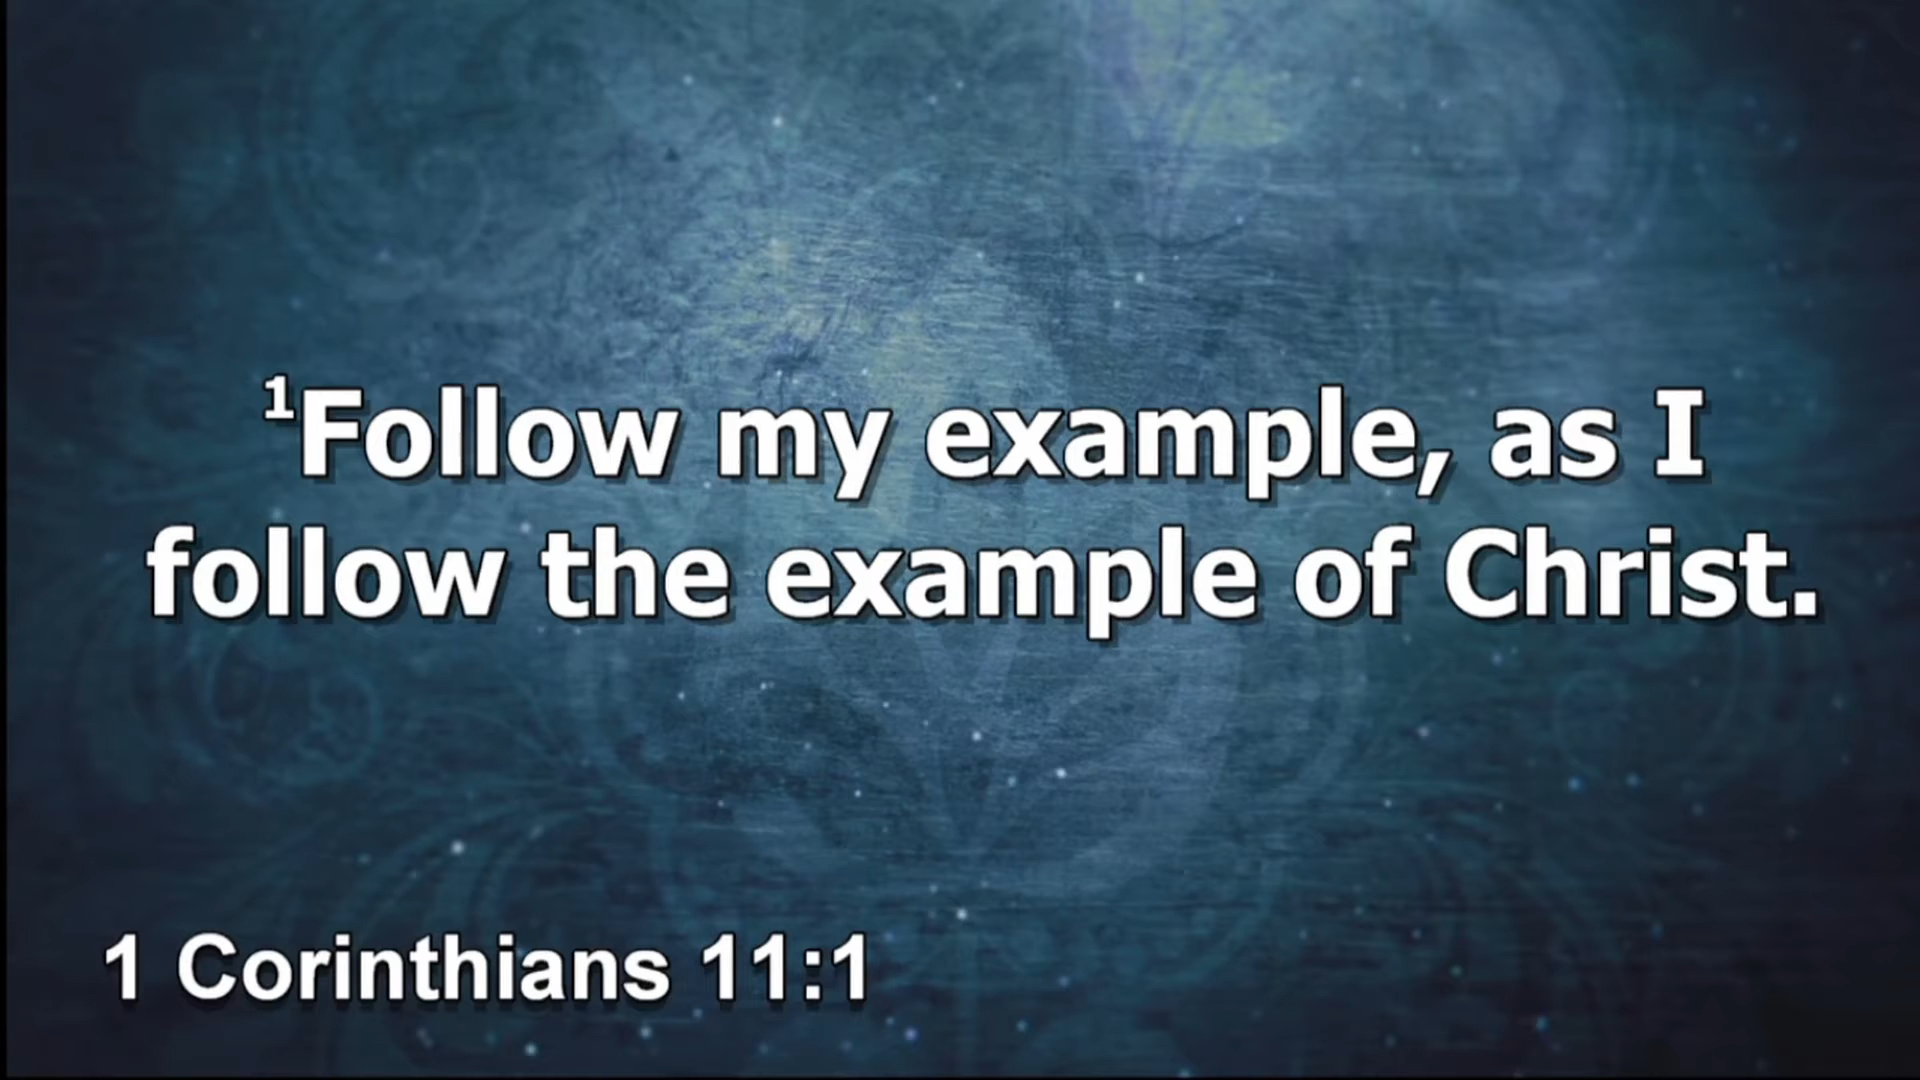 ¹Follow my example, as I
follow the example of Christ.
1 Corinthians 11:1